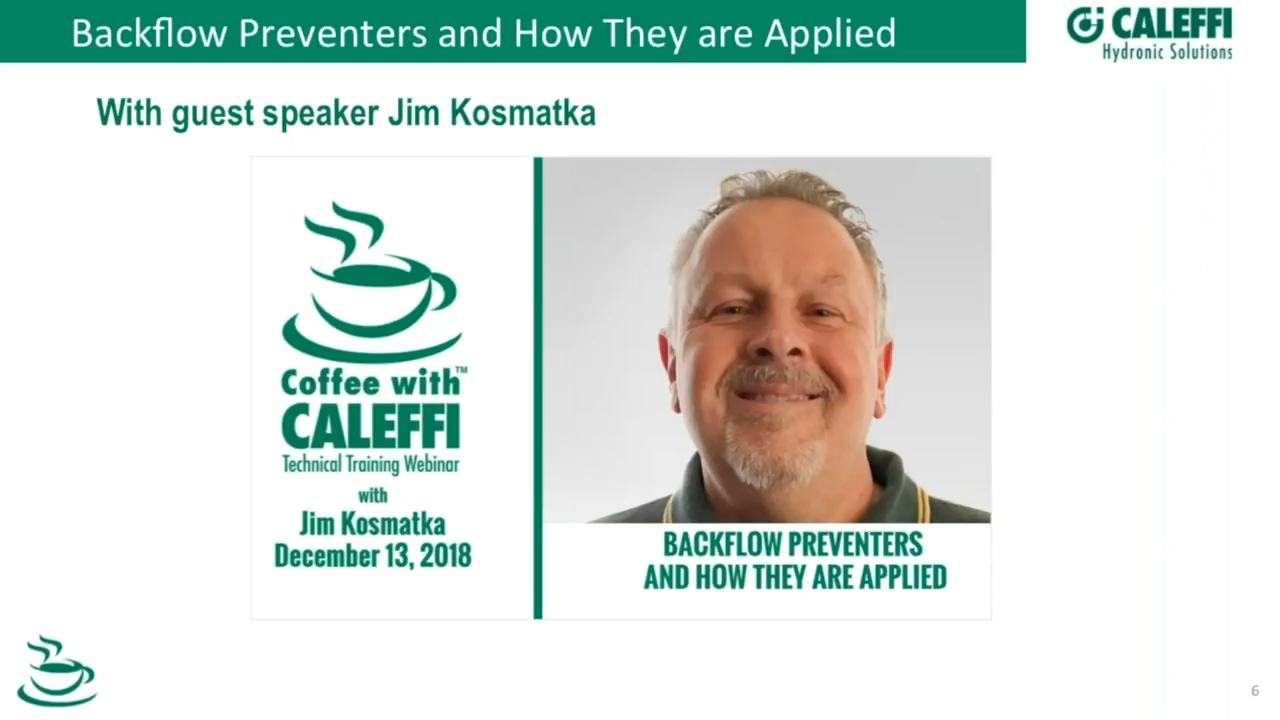 Backflow Preventers and How They are Applied
CALEFFI
Hydronic Solutions
With guest speaker Jim Kosmatka
Coffee with™
CALEFFI
Technical Training Webinar
with
Jim Kosmatka
December 13, 2018
BACKFLOW PREVENTERS
AND HOW THEY ARE APPLIED
6